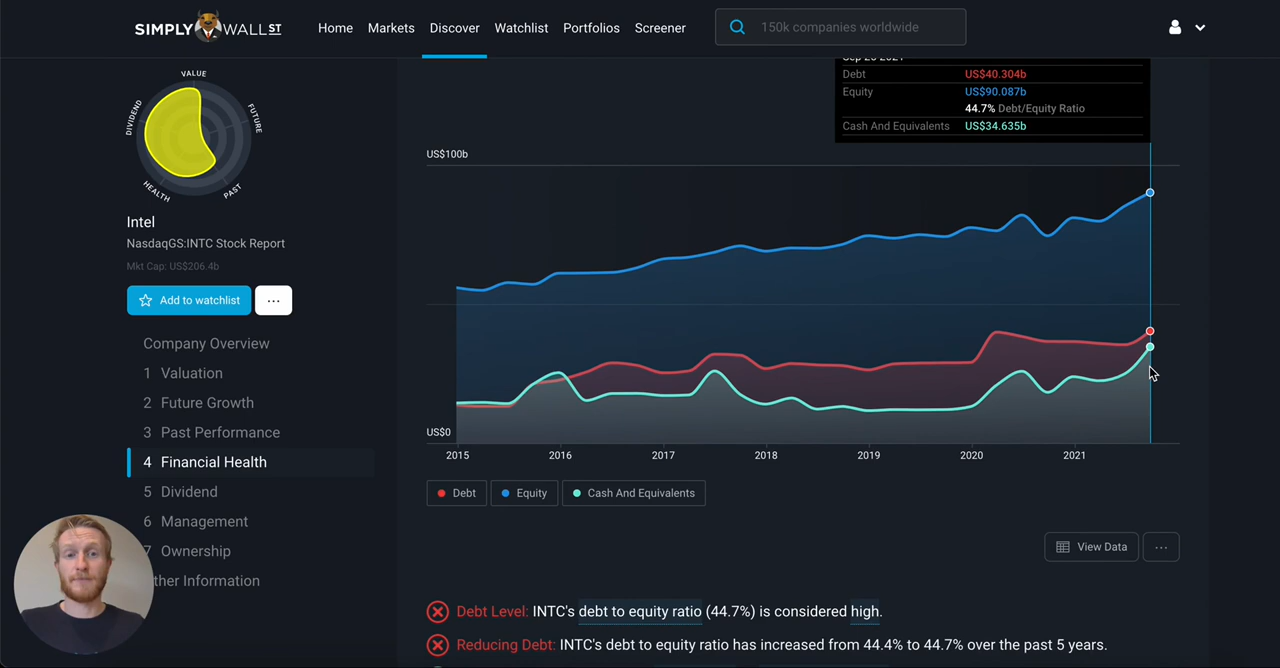 SIMPLY WALL ST
Home Markets Discover Watchlist Portfolios Screener
150k companies worldwide
VALUE
FUTURE
PAST
HEALTH
DIVIDEND
Intel
NasdaqGS:INTC Stock Report
Mkt Cap: US$206.4b
Add to watchlist ...
Company Overview
1 Valuation
2 Future Growth
3 Past Performance
4 Financial Health
5 Dividend
6 Management
7 Ownership
ther Information
Debt US$40.304b
Equity US$90.087b
44.7% Debt/Equity Ratio
Cash And Equivalents US$34.635b
US$100b
US$0
2015 2016 2017 2018 2019 2020 2021
Debt Equity Cash And Equivalents
View Data ...
Debt Level: INTC's debt to equity ratio (44.7%) is considered high.
Reducing Debt: INTC's debt to equity ratio has increased from 44.4% to 44.7% over the past 5 years.